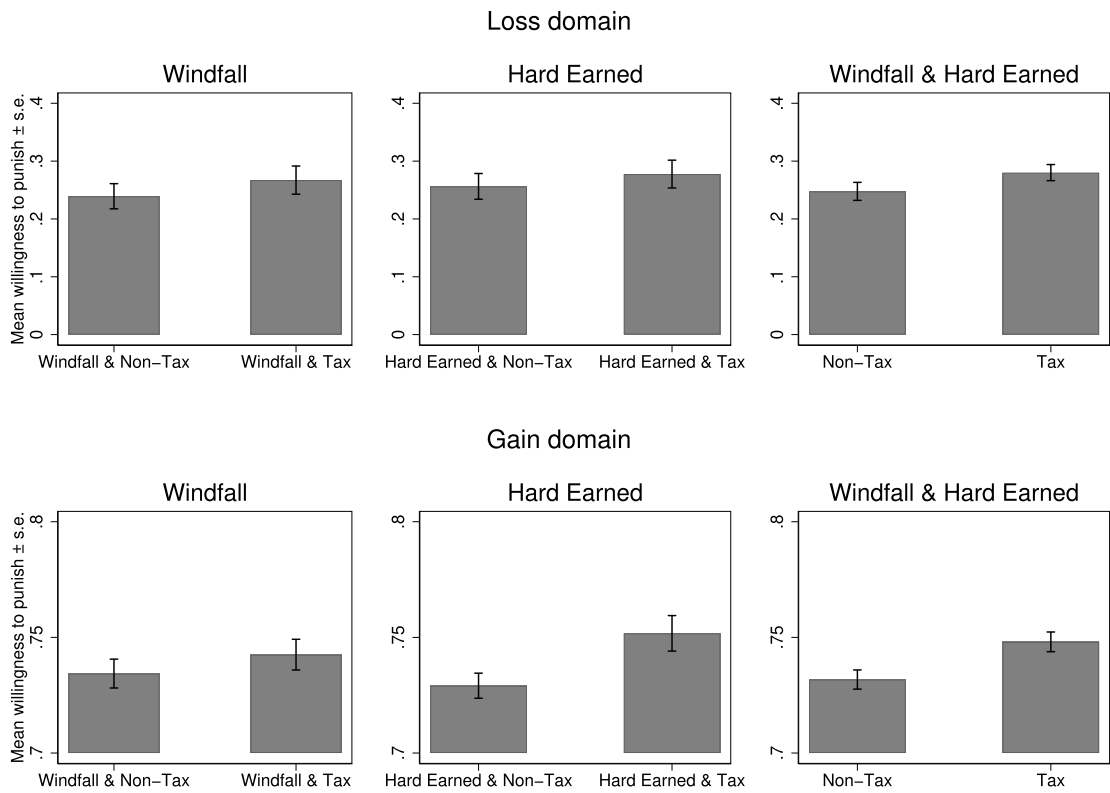 Loss domain
Windfall
Hard Earned
Windfall & Hard Earned
Mean willingness to punish ± s.e.
.4
.3
.2
.1
0
Windfall & Non−Tax
Windfall & Tax
.4
.3
.2
.1
0
Hard Earned & Non−Tax
Hard Earned & Tax
.4
.3
.2
.1
0
Non−Tax
Tax
Gain domain
Windfall
Hard Earned
Windfall & Hard Earned
Mean willingness to punish ± s.e.
.8
.75
.7
Windfall & Non−Tax
Windfall & Tax
.8
.75
.7
Hard Earned & Non−Tax
Hard Earned & Tax
.8
.75
.7
Non−Tax
Tax